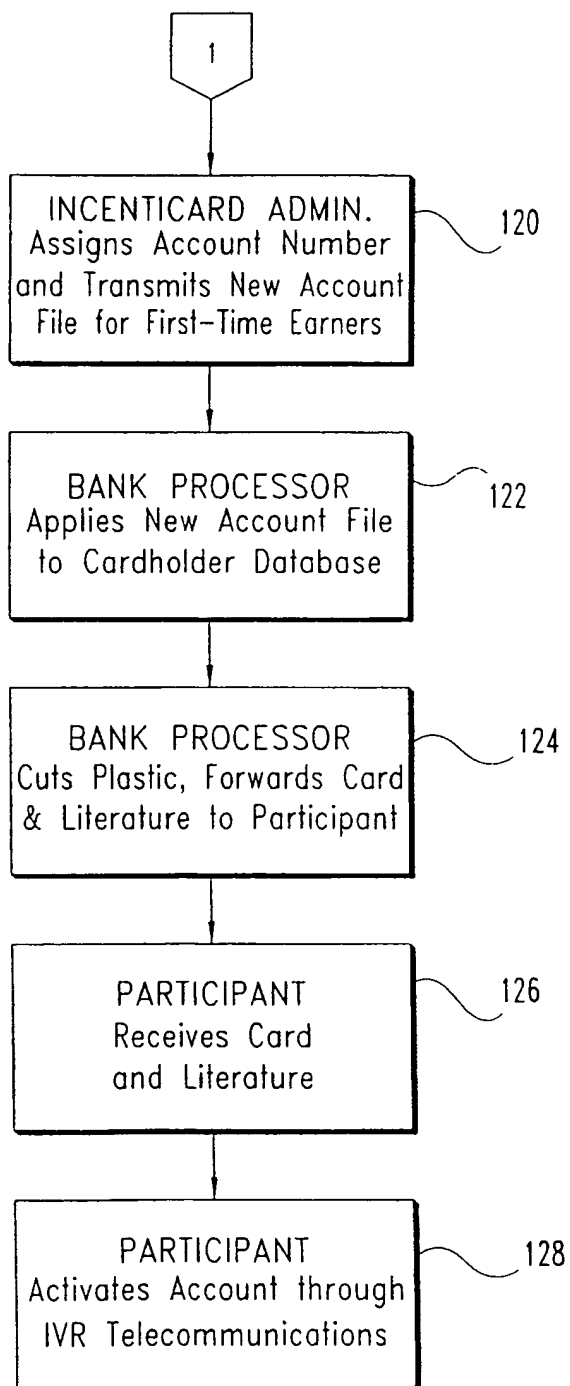 1
INCENTICARD ADMIN.
Assigns Account Number
and Transmits New Account
File for First-Time Earners
120
BANK PROCESSOR
Applies New Account File
to Cardholder Database
122
BANK PROCESSOR
Cuts Plastic, Forwards Card
& Literature to Participant
124
PARTICIPANT
Receives Card
and Literature
126
PARTICIPANT
Activates Account through
IVR Telecommunications
128